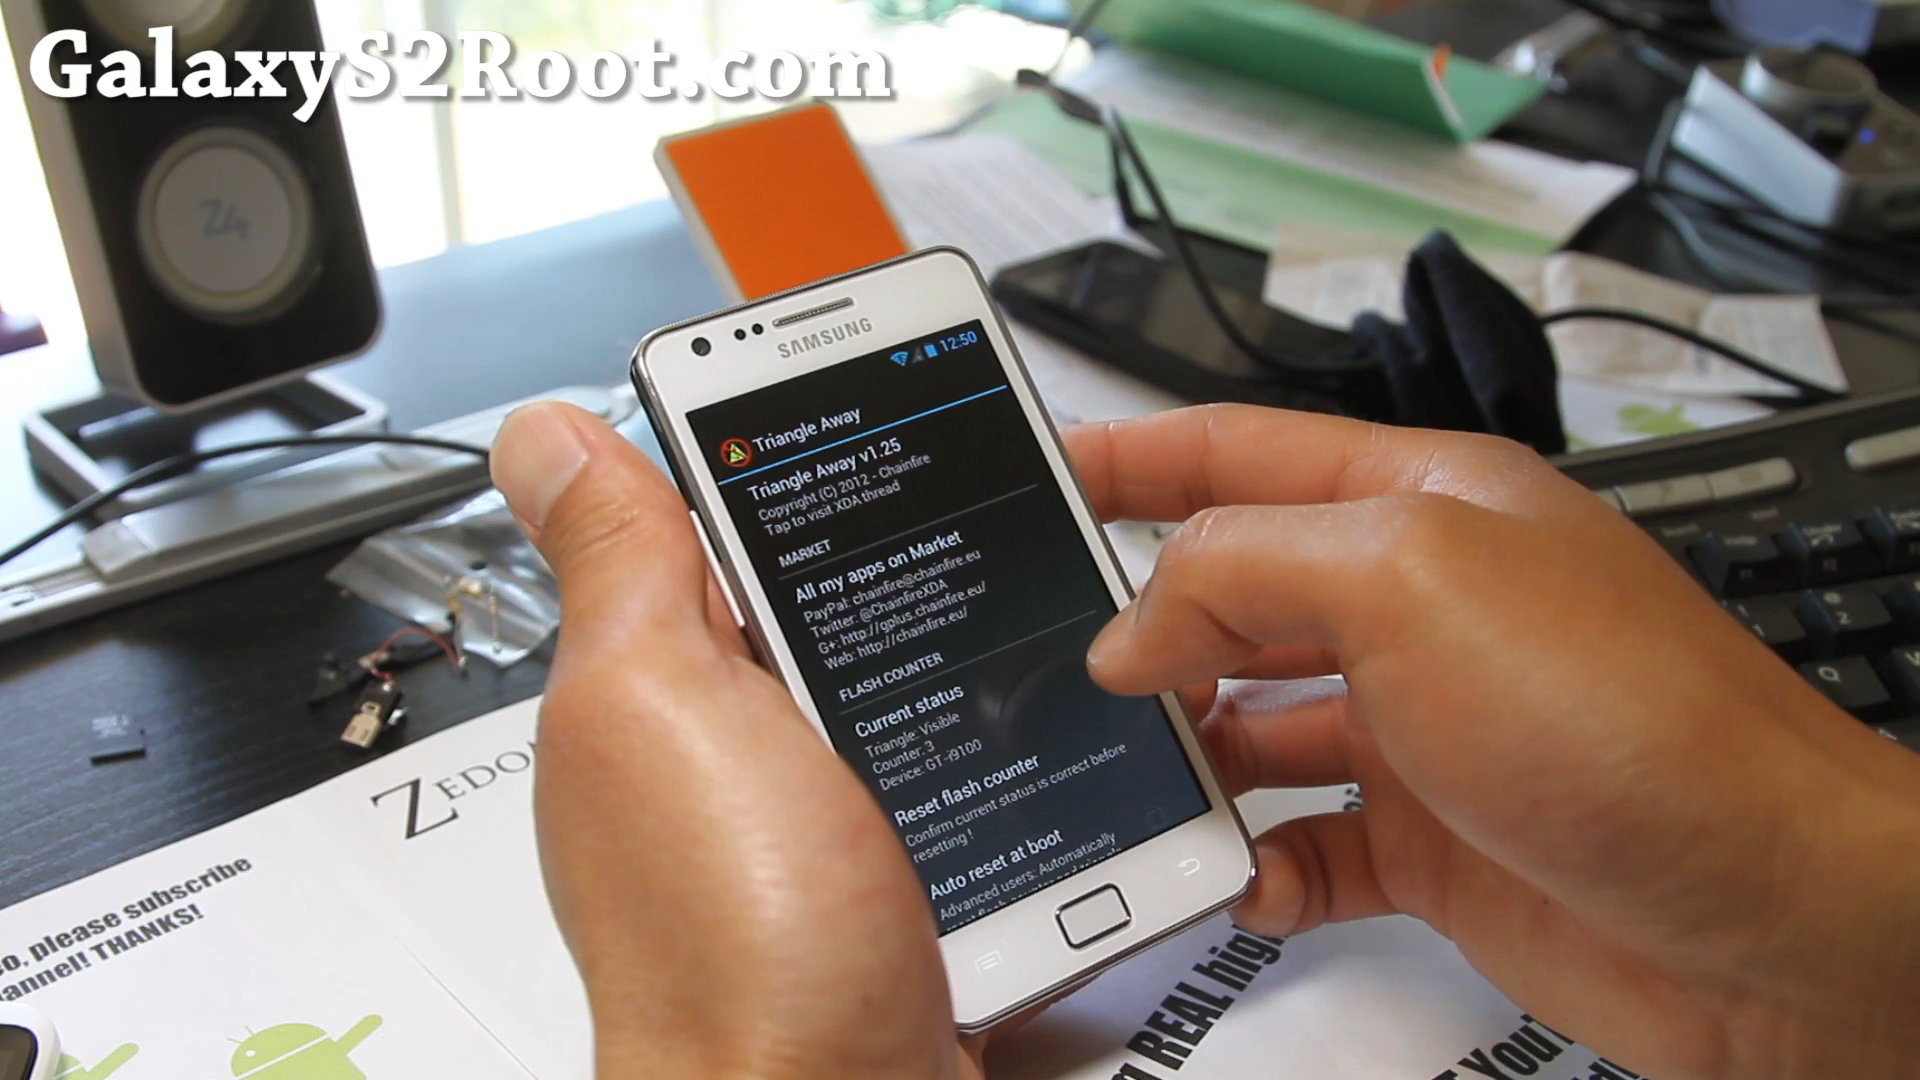 GalaxyS2Root.com
Z4
SAMSUNG
12:50
Triangle Away
Triangle Away v1.25
Copyright (C) 2012 - Chainfire
Tap to visit XDA thread
MARKET
All my apps on Market
PayPal: chainfire@chainfire.eu
Twitter: @ChainfireXDA
G+: http://gplus.chainfire.eu/
Web: http://chainfire.eu/
FLASH COUNTER
Current status
Triangle: Visible
Counter: 3
Device: GT-i9100
Reset flash counter
Confirm current status is correct before
resetting !
Auto reset at boot
Advanced users: Automatically
ZEDO
please subscribe
THANKS!
REAL
Q
2